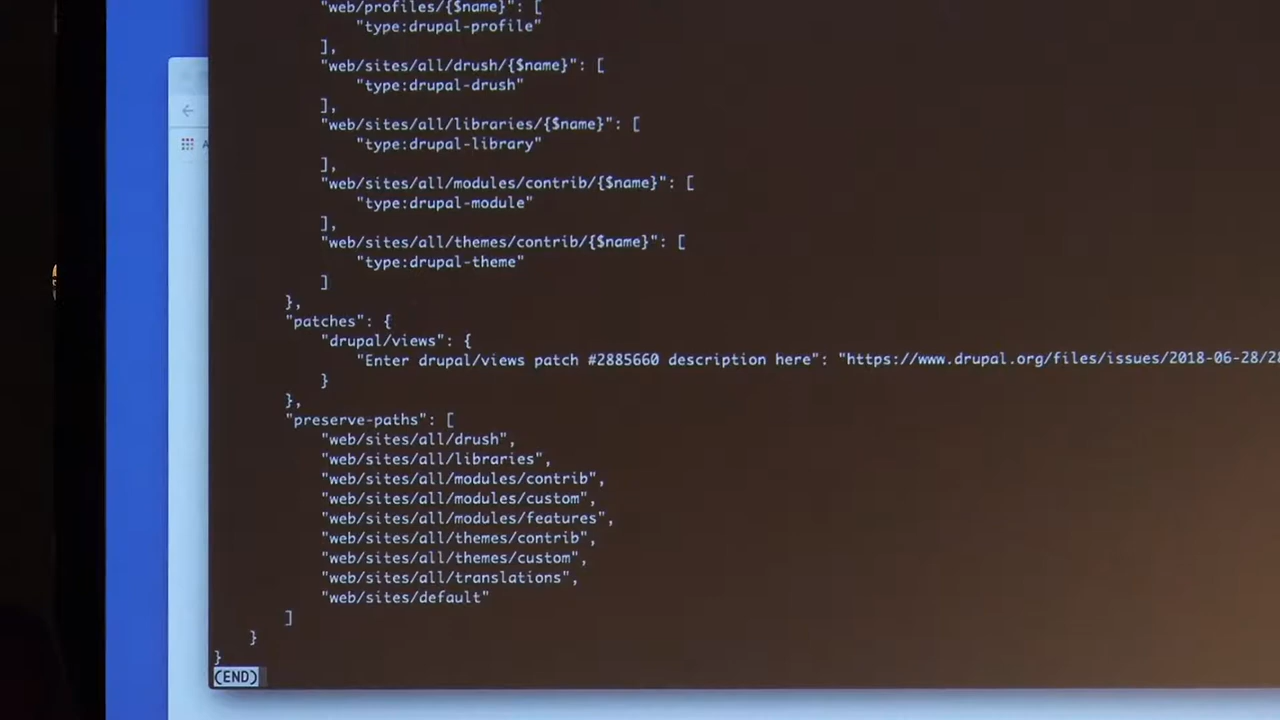 "web/profiles/{$name}": [
"type:drupal-profile"
],
"web/sites/all/drush/{$name}": [
"type:drupal-drush"
],
"web/sites/all/libraries/{$name}": [
"type:drupal-library"
],
"web/sites/all/modules/contrib/{$name}": [
"type:drupal-module"
],
"web/sites/all/themes/contrib/{$name}": [
"type:drupal-theme"
]
},
"patches": {
"drupal/views": {
"Enter drupal/views patch #2885660 description here": "https://www.drupal.org/files/issues/2018-06-28/28
}
},
"preserve-paths": [
"web/sites/all/drush",
"web/sites/all/libraries",
"web/sites/all/modules/contrib",
"web/sites/all/modules/custom",
"web/sites/all/modules/features",
"web/sites/all/themes/contrib",
"web/sites/all/themes/custom",
"web/sites/all/translations",
"web/sites/default"
]
}
}
(END)